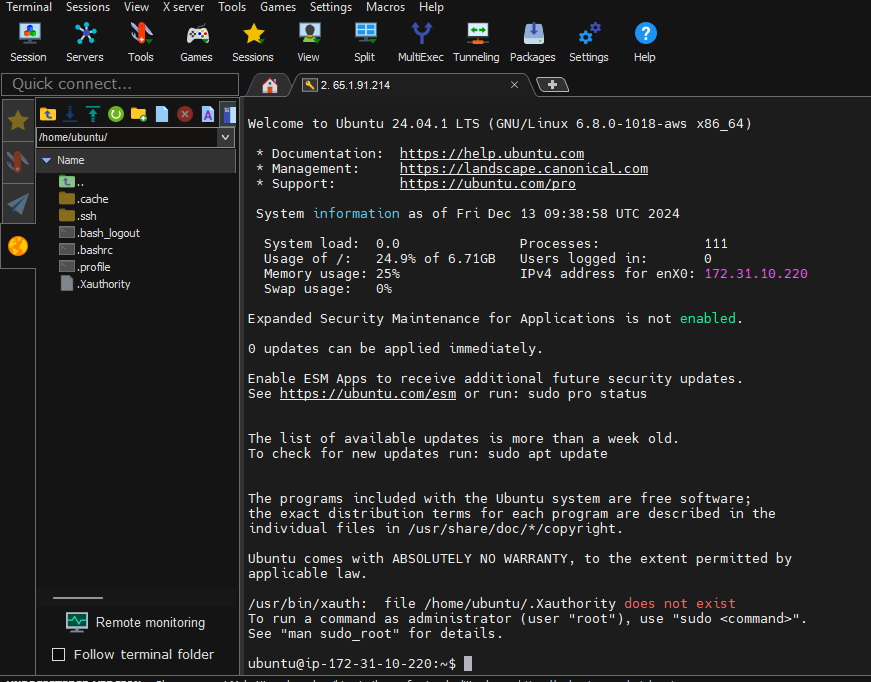 Terminal Sessions View X server Tools Games Settings Macros Help
Session Servers Tools Games Sessions View Split MultiExec Tunneling Packages Settings Help
Quick connect...
2. 65.1.91.214
/home/ubuntu/
Name
..
.cache
.ssh
.bash_logout
.bashrc
.profile
.Xauthority
Remote monitoring
Follow terminal folder
Welcome to Ubuntu 24.04.1 LTS (GNU/Linux 6.8.0-1018-aws x86_64)
* Documentation: https://help.ubuntu.com
* Management: https://landscape.canonical.com
* Support: https://ubuntu.com/pro
System information as of Fri Dec 13 09:38:58 UTC 2024
System load: 0.0 Processes: 111
Usage of /: 24.9% of 6.71GB Users logged in: 0
Memory usage: 25% IPv4 address for enX0: 172.31.10.220
Swap usage: 0%
Expanded Security Maintenance for Applications is not enabled.
0 updates can be applied immediately.
Enable ESM Apps to receive additional future security updates.
See https://ubuntu.com/esm or run: sudo pro status
The list of available updates is more than a week old.
To check for new updates run: sudo apt update
The programs included with the Ubuntu system are free software;
the exact distribution terms for each program are described in the
individual files in /usr/share/doc/*/copyright.
Ubuntu comes with ABSOLUTELY NO WARRANTY, to the extent permitted by
applicable law.
/usr/bin/xauth: file /home/ubuntu/.Xauthority does not exist
To run a command as administrator (user "root"), use "sudo <command>".
See "man sudo_root" for details.
ubuntu@ip-172-31-10-220:~$